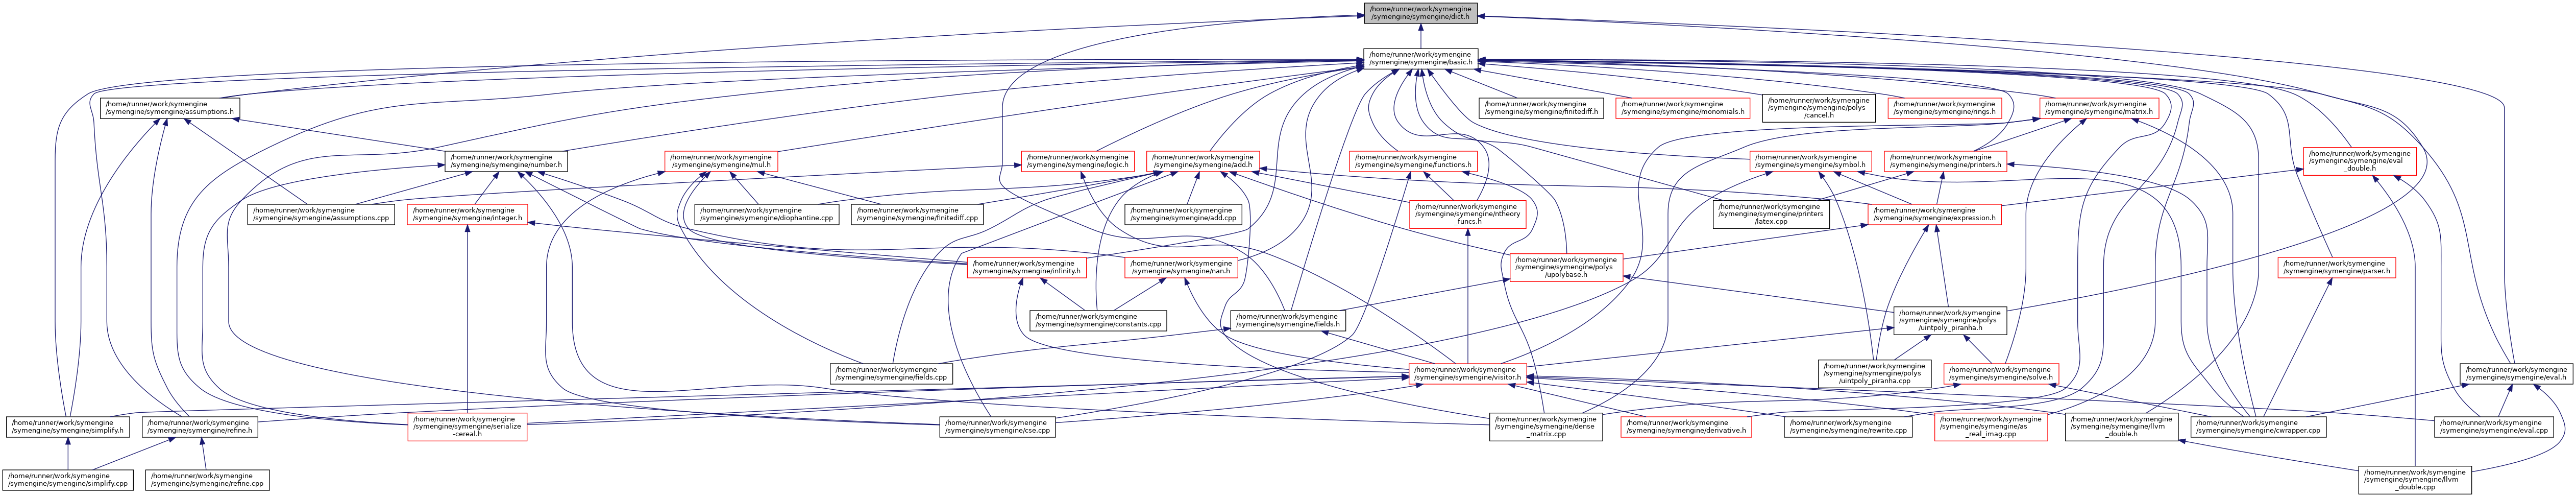 /home/runner/work/symengine
/symengine/symengine/dict.h
/home/runner/work/symengine
/symengine/symengine/basic.h
/home/runner/work/symengine
/symengine/symengine/assumptions.h
/home/runner/work/symengine
/symengine/symengine/finitediff.h
/home/runner/work/symengine
/symengine/symengine/monomials.h
/home/runner/work/symengine
/symengine/symengine/polys
/cancel.h
/home/runner/work/symengine
/symengine/symengine/rings.h
/home/runner/work/symengine
/symengine/symengine/matrix.h
/home/runner/work/symengine
/symengine/symengine/number.h
/home/runner/work/symengine
/symengine/symengine/mul.h
/home/runner/work/symengine
/symengine/symengine/logic.h
/home/runner/work/symengine
/symengine/symengine/add.h
/home/runner/work/symengine
/symengine/symengine/functions.h
/home/runner/work/symengine
/symengine/symengine/symbol.h
/home/runner/work/symengine
/symengine/symengine/printers.h
/home/runner/work/symengine
/symengine/symengine/eval
_double.h
/home/runner/work/symengine
/symengine/symengine/assumptions.cpp
/home/runner/work/symengine
/symengine/symengine/integer.h
/home/runner/work/symengine
/symengine/symengine/diophantine.cpp
/home/runner/work/symengine
/symengine/symengine/finitediff.cpp
/home/runner/work/symengine
/symengine/symengine/add.cpp
/home/runner/work/symengine
/symengine/symengine/ntheory
_funcs.h
/home/runner/work/symengine
/symengine/symengine/printers
/latex.cpp
/home/runner/work/symengine
/symengine/symengine/expression.h
/home/runner/work/symengine
/symengine/symengine/infinity.h
/home/runner/work/symengine
/symengine/symengine/nan.h
/home/runner/work/symengine
/symengine/symengine/polys
/upolybase.h
/home/runner/work/symengine
/symengine/symengine/parser.h
/home/runner/work/symengine
/symengine/symengine/constants.cpp
/home/runner/work/symengine
/symengine/symengine/fields.h
/home/runner/work/symengine
/symengine/symengine/polys
/uintpoly_piranha.h
/home/runner/work/symengine
/symengine/symengine/fields.cpp
/home/runner/work/symengine
/symengine/symengine/visitor.h
/home/runner/work/symengine
/symengine/symengine/polys
/uintpoly_piranha.cpp
/home/runner/work/symengine
/symengine/symengine/solve.h
/home/runner/work/symengine
/symengine/symengine/eval.h
/home/runner/work/symengine
/symengine/symengine/simplify.h
/home/runner/work/symengine
/symengine/symengine/refine.h
/home/runner/work/symengine
/symengine/symengine/serialize
-cereal.h
/home/runner/work/symengine
/symengine/symengine/cse.cpp
/home/runner/work/symengine
/symengine/symengine/dense
_matrix.cpp
/home/runner/work/symengine
/symengine/symengine/derivative.h
/home/runner/work/symengine
/symengine/symengine/rewrite.cpp
/home/runner/work/symengine
/symengine/symengine/as
_real_imag.cpp
/home/runner/work/symengine
/symengine/symengine/llvm
_double.h
/home/runner/work/symengine
/symengine/symengine/cwrapper.cpp
/home/runner/work/symengine
/symengine/symengine/eval.cpp
/home/runner/work/symengine
/symengine/symengine/simplify.cpp
/home/runner/work/symengine
/symengine/symengine/refine.cpp
/home/runner/work/symengine
/symengine/symengine/llvm
_double.cpp